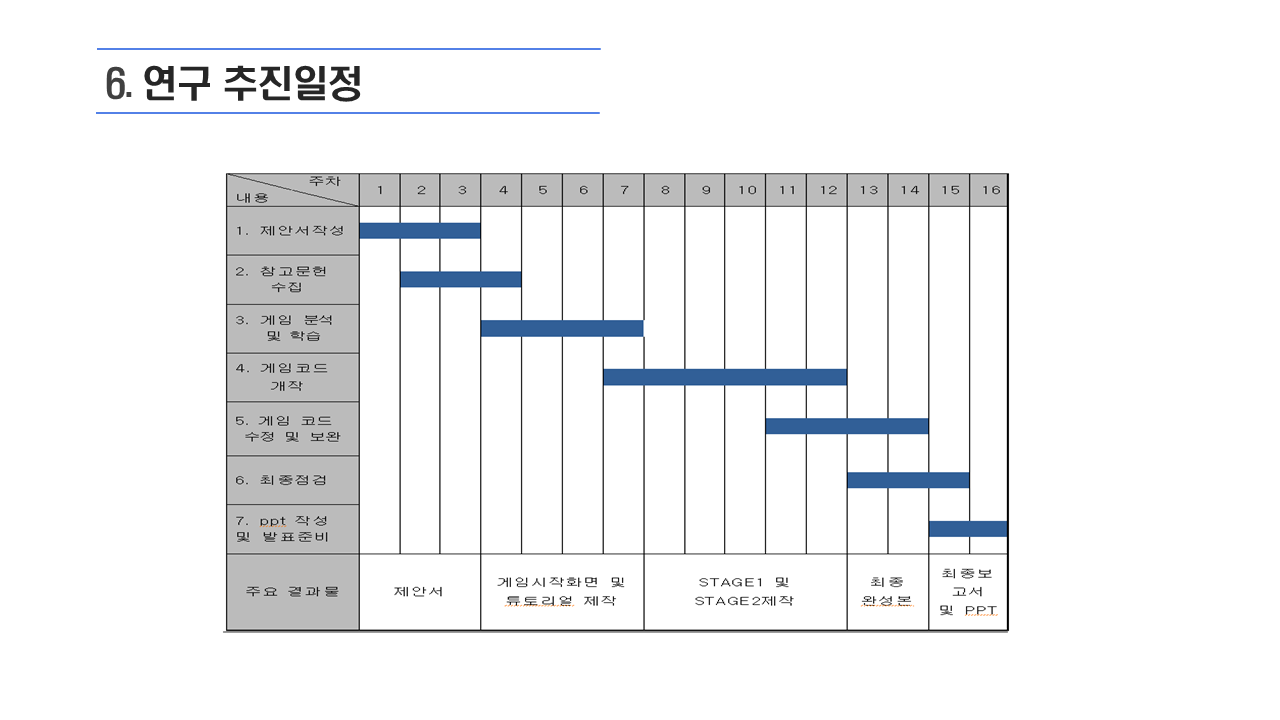 6. 연구 추진일정
주차
내용
1 2 3 4 5 6 7 8 9 10 11 12 13 14 15 16
1. 제안서작성
2. 참고문헌
수집
3. 게임 분석
및 학습
4. 게임코드
개작
5. 게임 코드
수정 및 보완
6. 최종점검
7. ppt 작성
및 발표준비
주요 결과물
제안서
게임시작화면 및
튜토리얼 제작
STAGE1 및
STAGE2제작
최종
완성본
최종보
고서
및 PPT